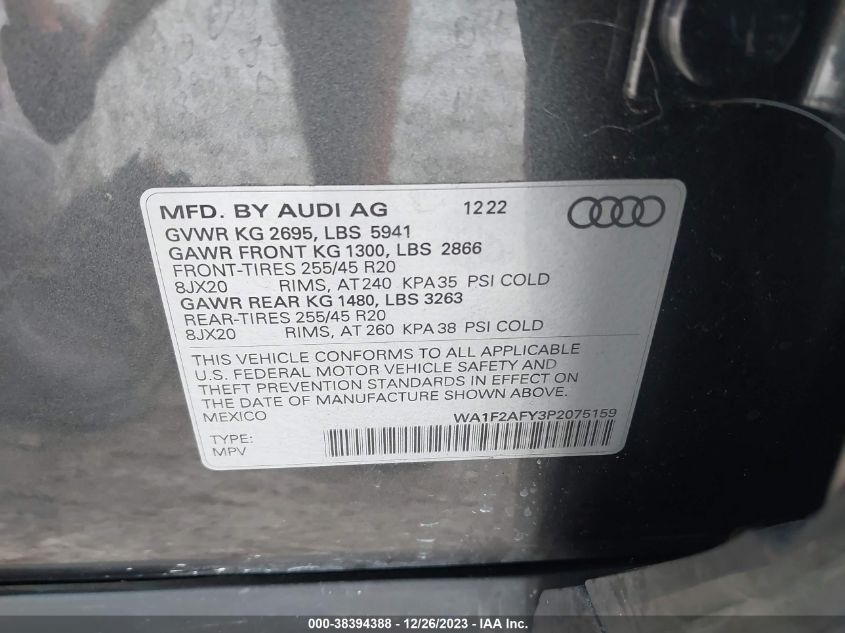 MFD. BY AUDI AG 12 22
GVWR KG 2695, LBS 5941
GAWR FRONT KG 1300, LBS 2866
FRONT-TIRES 255/45 R20
8JX20 RIMS, AT 240 KPA 35 PSI COLD
GAWR REAR KG 1480, LBS 3263
REAR-TIRES 255/45 R20
8JX20 RIMS, AT 260 KPA 38 PSI COLD
THIS VEHICLE CONFORMS TO ALL APPLICABLE
U.S. FEDERAL MOTOR VEHICLE SAFETY AND
THEFT PREVENTION STANDARDS IN EFFECT ON
THE DATE OF MANUFACTURE SHOWN ABOVE.
MEXICO WA1F2AFY3P2075159
TYPE:
MPV
000-38394388 - 12/26/2023 - IAA Inc.